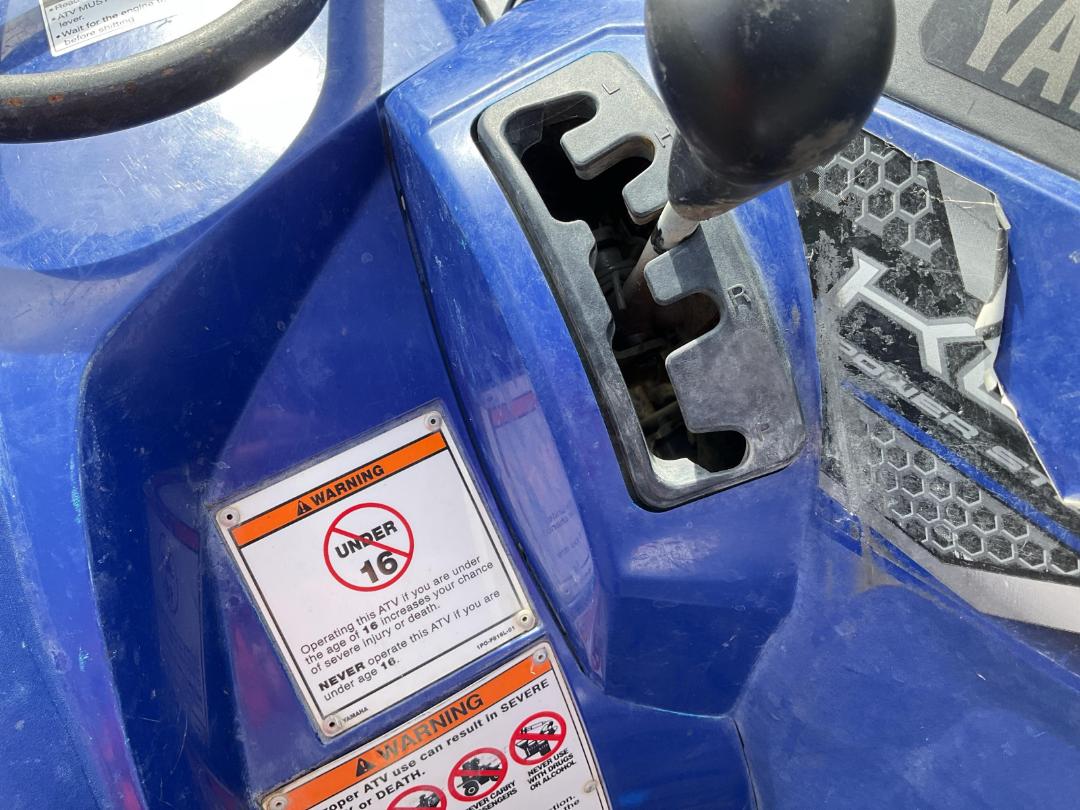 •ATV MUST
lever.
•Wait for the engine
before shifting
L
H
R
P
YA
POWER ST
WARNING
UNDER
16
Operating this ATV if you are under
the age of 16 increases your chance
of severe injury or death.
NEVER operate this ATV if you are
under age 16.
1PG-F816L-01
YAMAHA
WARNING
ATV use can result in SEVERE
or DEATH.
NEVER USE
WITH DRUGS
OR ALCOHOL
CARRY